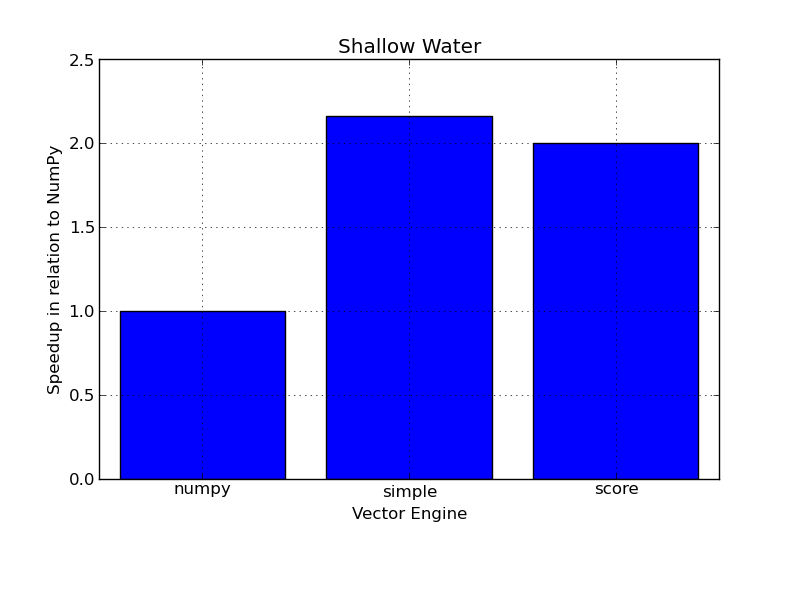 Shallow Water
2.5
2.0
1.5
1.0
0.5
0.0
Speedup in relation to NumPy
numpy simple score
Vector Engine